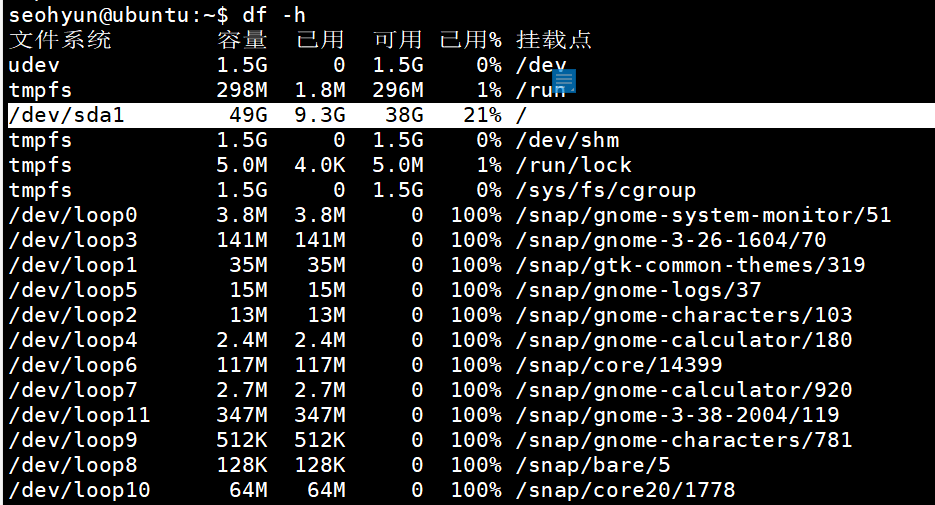 seohyun@ubuntu:~$ df -h
文件系统        容量  已用  可用 已用% 挂载点
udev            1.5G     0  1.5G    0% /dev
tmpfs           298M  1.8M  296M    1% /run
/dev/sda1        49G  9.3G   38G   21% /
tmpfs           1.5G     0  1.5G    0% /dev/shm
tmpfs           5.0M  4.0K  5.0M    1% /run/lock
tmpfs           1.5G     0  1.5G    0% /sys/fs/cgroup
/dev/loop0      3.8M  3.8M     0  100% /snap/gnome-system-monitor/51
/dev/loop3      141M  141M     0  100% /snap/gnome-3-26-1604/70
/dev/loop1       35M   35M     0  100% /snap/gtk-common-themes/319
/dev/loop5       15M   15M     0  100% /snap/gnome-logs/37
/dev/loop2       13M   13M     0  100% /snap/gnome-characters/103
/dev/loop4      2.4M  2.4M     0  100% /snap/gnome-calculator/180
/dev/loop6      117M  117M     0  100% /snap/core/14399
/dev/loop7      2.7M  2.7M     0  100% /snap/gnome-calculator/920
/dev/loop11     347M  347M     0  100% /snap/gnome-3-38-2004/119
/dev/loop9      512K  512K     0  100% /snap/gnome-characters/781
/dev/loop8      128K  128K     0  100% /snap/bare/5
/dev/loop10      64M   64M     0  100% /snap/core20/1778